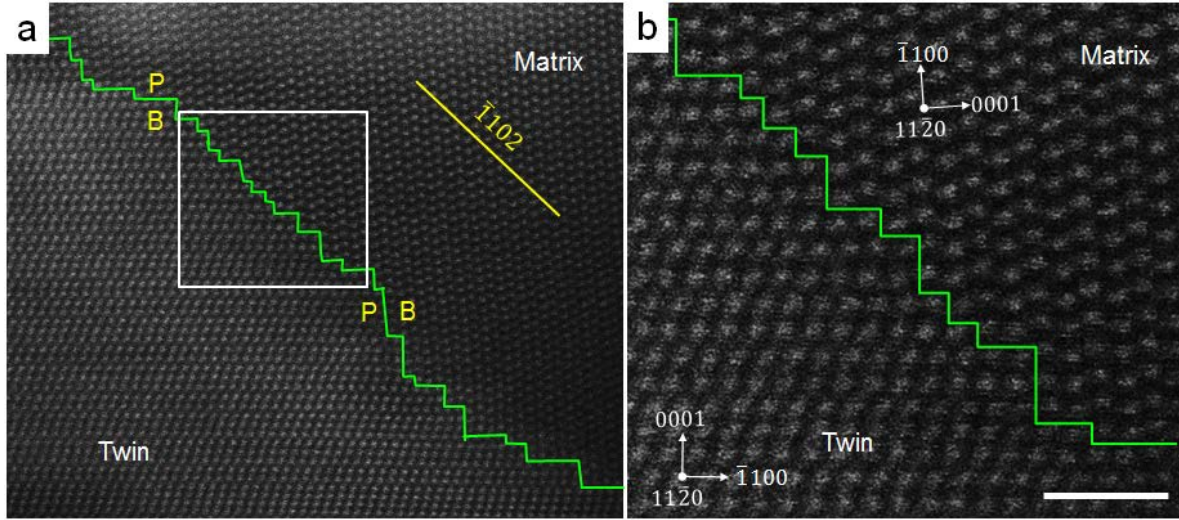 a
Matrix
P
B
1̅102
P B
Twin
b
Matrix
1̅100
0001
112̅0
0001
Twin
1̅100
112̅0